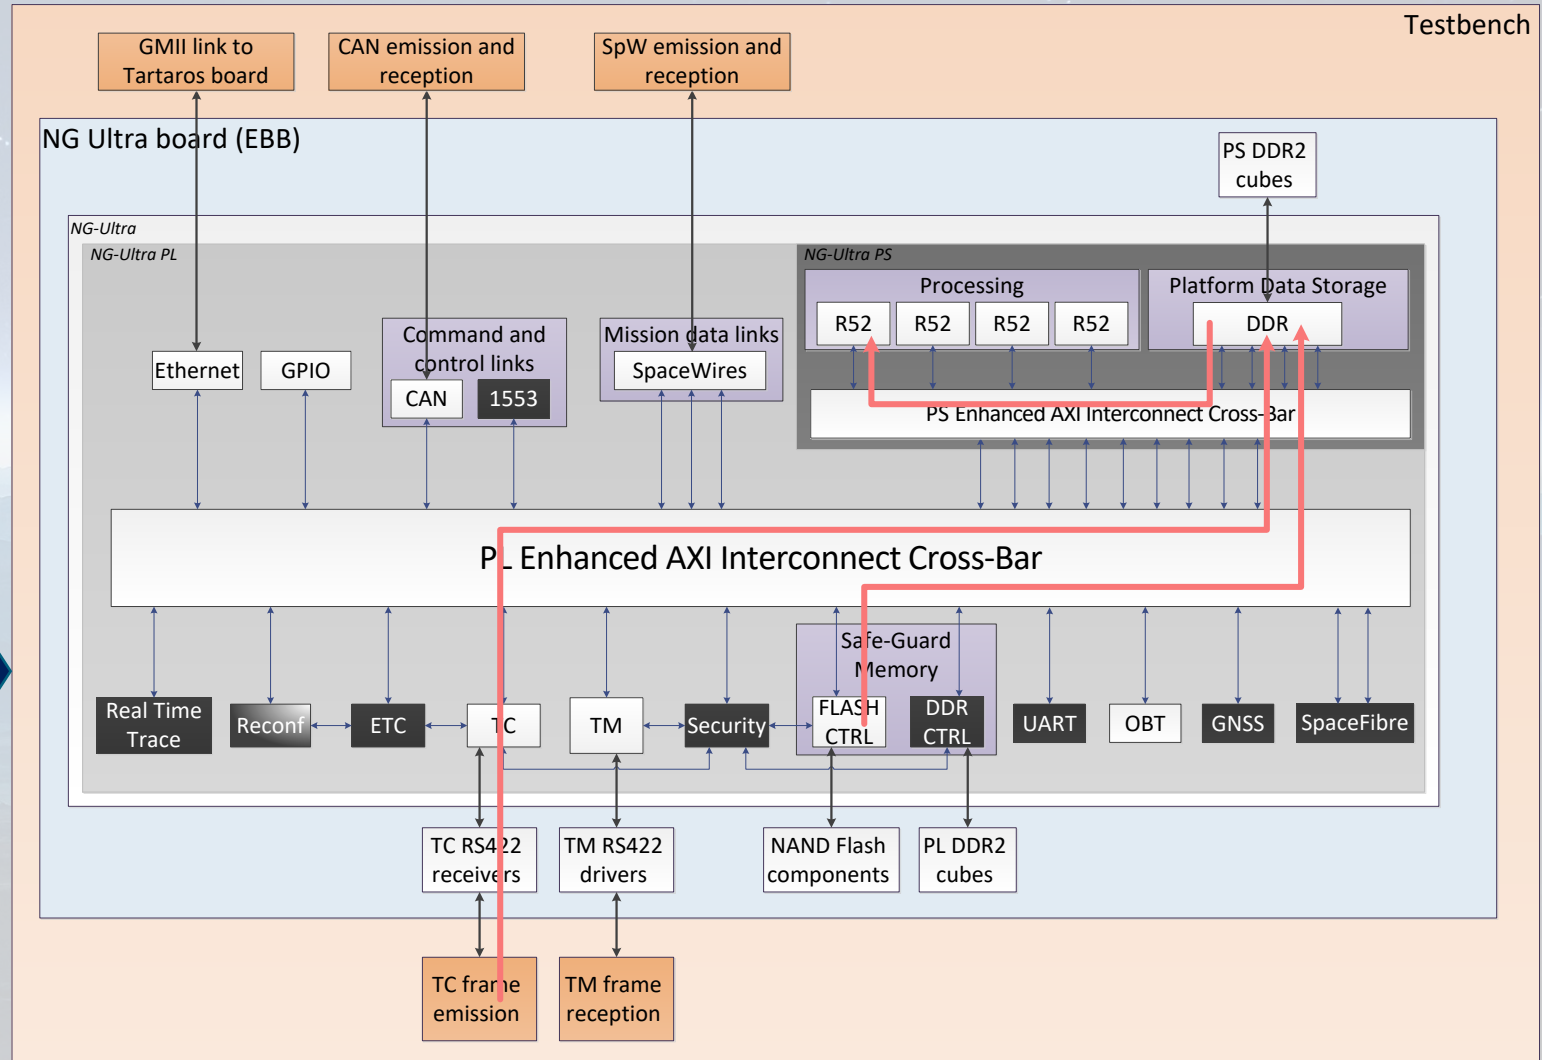 Testbench
GMII link to
Tartaros board
CAN emission and
reception
SpW emission and
reception
NG Ultra board (EBB)
PS DDR2
cubes
NG-Ultra
NG-Ultra PL
NG-Ultra PS
Processing
R52
R52
R52
R52
Platform Data Storage
DDR
Command and
control links
CAN
1553
Mission data links
SpaceWires
Ethernet
GPIO
PS Enhanced AXI Interconnect Cross-Bar
PL Enhanced AXI Interconnect Cross-Bar
Safe-Guard
Memory
Real Time
Trace
Reconf
ETC
TC
TM
Security
FLASH
CTRL
DDR
CTRL
UART
OBT
GNSS
SpaceFibre
TC RS422
receivers
TM RS422
drivers
NAND Flash
components
PL DDR2
cubes
TC frame
emission
TM frame
reception